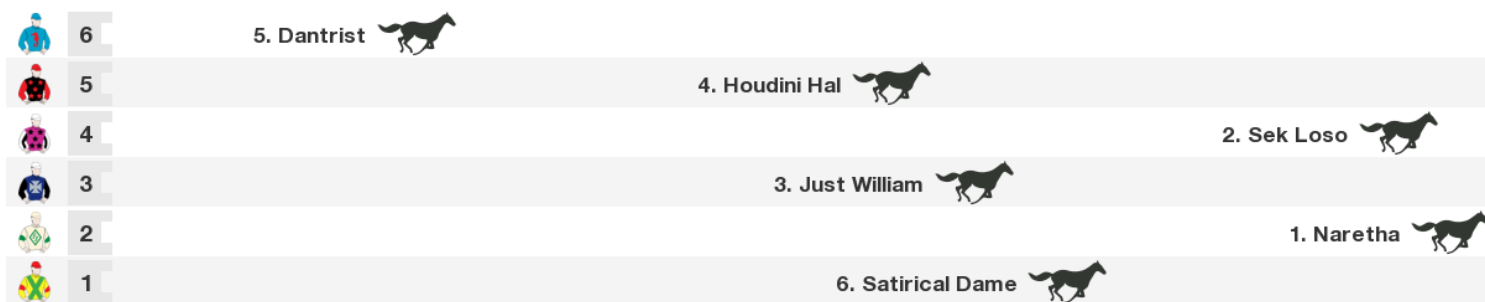 6 5. Dantrist
5 4. Houdini Hal
4 2. Sek Loso
3 3. Just William
2 1. Naretha
1 6. Satirical Dame